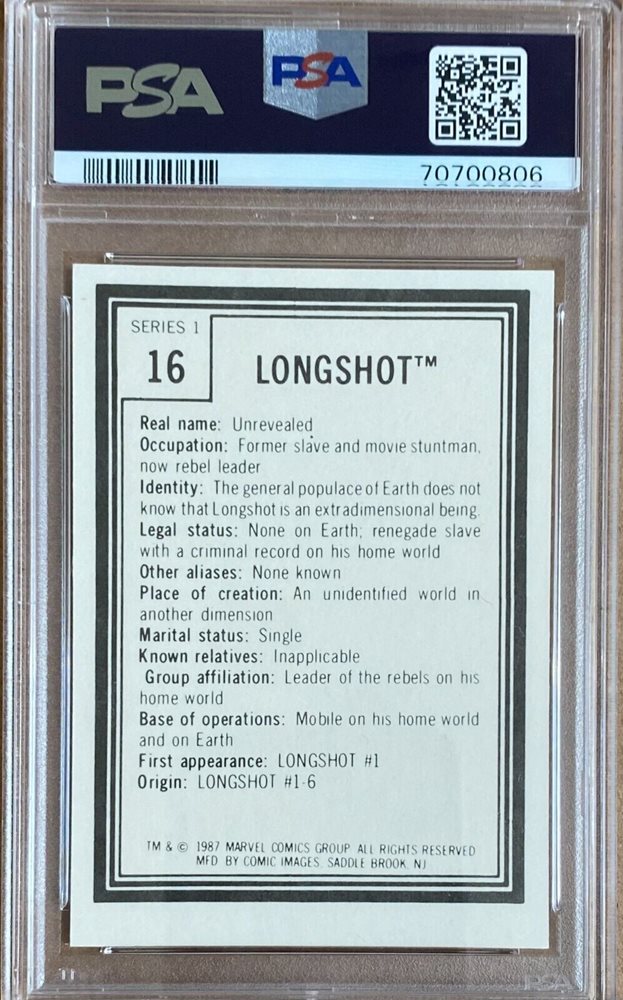 PSA
PSA
70700806
SERIES 1
16
LONGSHOT™
Real name: Unrevealed
Occupation: Former slave and movie stuntman,
now rebel leader
Identity: The general populace of Earth does not
know that Longshot is an extradimensional being.
Legal status: None on Earth; renegade slave
with a criminal record on his home world
Other aliases: None known
Place of creation: An unidentified world in
another dimension
Marital status: Single
Known relatives: Inapplicable
Group affiliation: Leader of the rebels on his
home world
Base of operations: Mobile on his home world
and on Earth
First appearance: LONGSHOT #1
Origin: LONGSHOT #1-6
TM & © 1987 MARVEL COMICS GROUP. ALL RIGHTS RESERVED
MFD. BY COMIC IMAGES. SADDLE BROOK, NJ
PSA